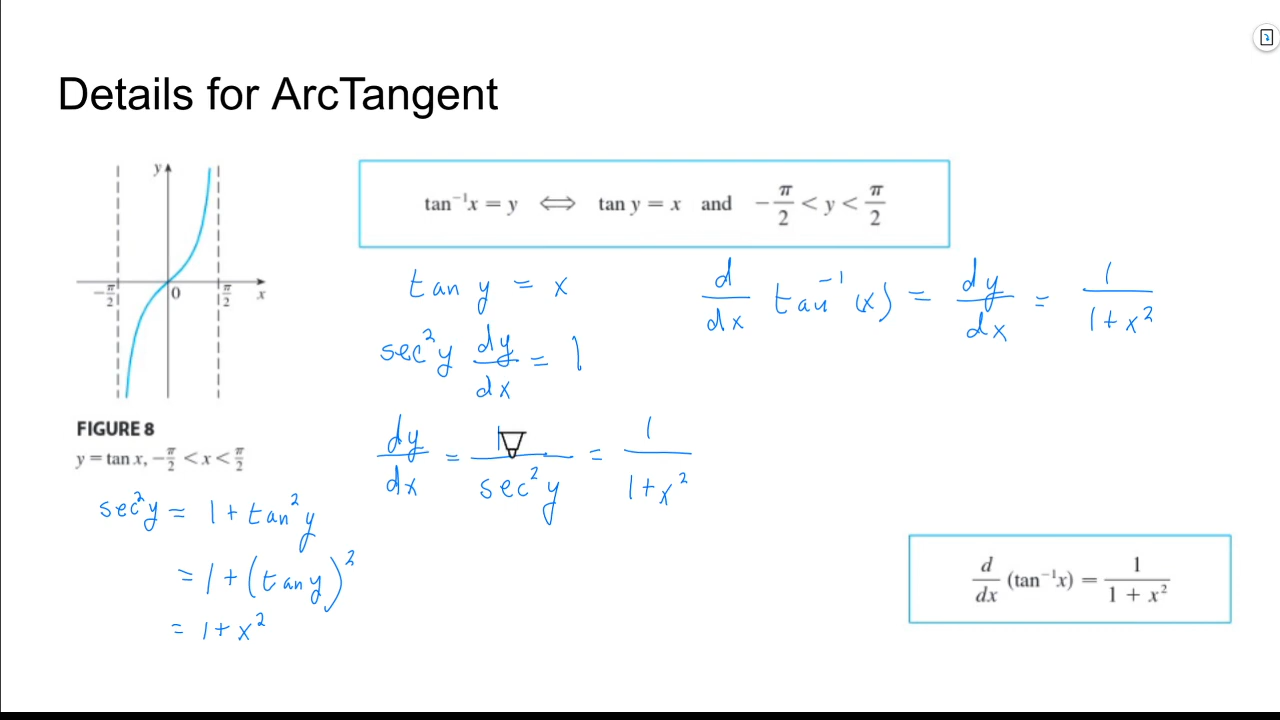 Details for ArcTangent
y
−π/2 0 π/2 x
FIGURE 8
y = tan x, −π/2 < x < π/2
tan⁻¹x = y ⟺ tan y = x and −π/2 < y < π/2
tan y = x
sec²y dy/dx = 1
dy/dx = 1/sec²y = 1/(1+x²)
d/dx tan⁻¹(x) = dy/dx = 1/(1+x²)
sec²y = 1 + tan²y
= 1 + (tan y)²
= 1 + x²
d/dx (tan⁻¹x) = 1/(1 + x²)